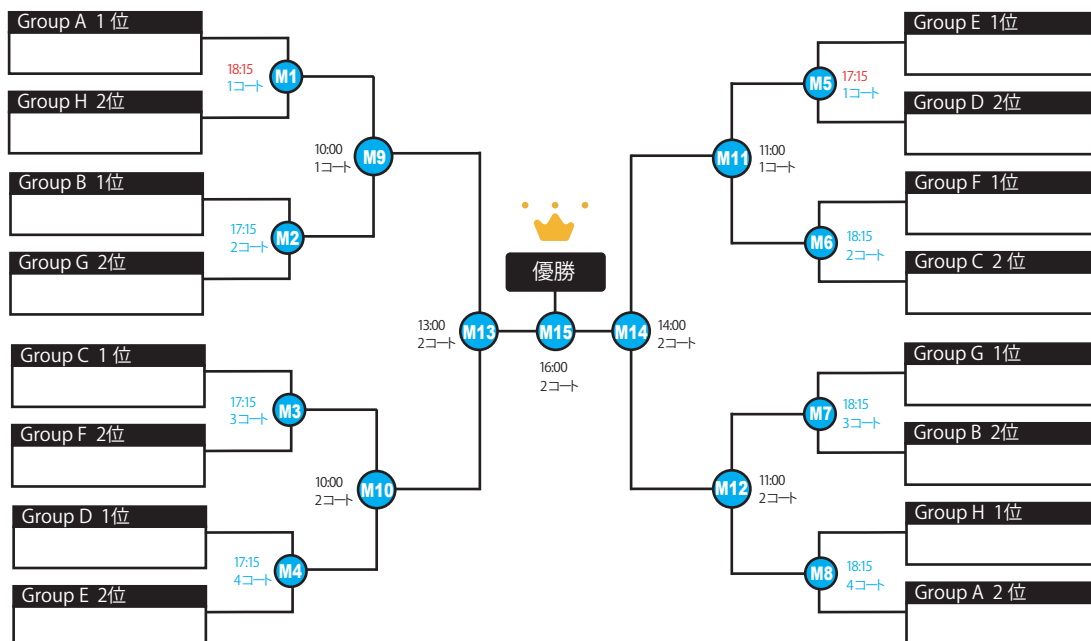 Group A 1位
18:15
1コート
M1
Group H 2位
10:00
1コート
M9
Group B 1位
17:15
2コート
M2
Group G 2位
Group C 1位
17:15
3コート
M3
Group F 2位
10:00
2コート
M10
Group D 1位
17:15
4コート
M4
Group E 2位
13:00
2コート
M13
優勝
M15
16:00
2コート
M14
14:00
2コート
Group E 1位
M5
17:15
1コート
Group D 2位
M11
11:00
1コート
Group F 1位
M6
18:15
2コート
Group C 2位
Group G 1位
M7
18:15
3コート
Group B 2位
M12
11:00
2コート
Group H 1位
M8
18:15
4コート
Group A 2位